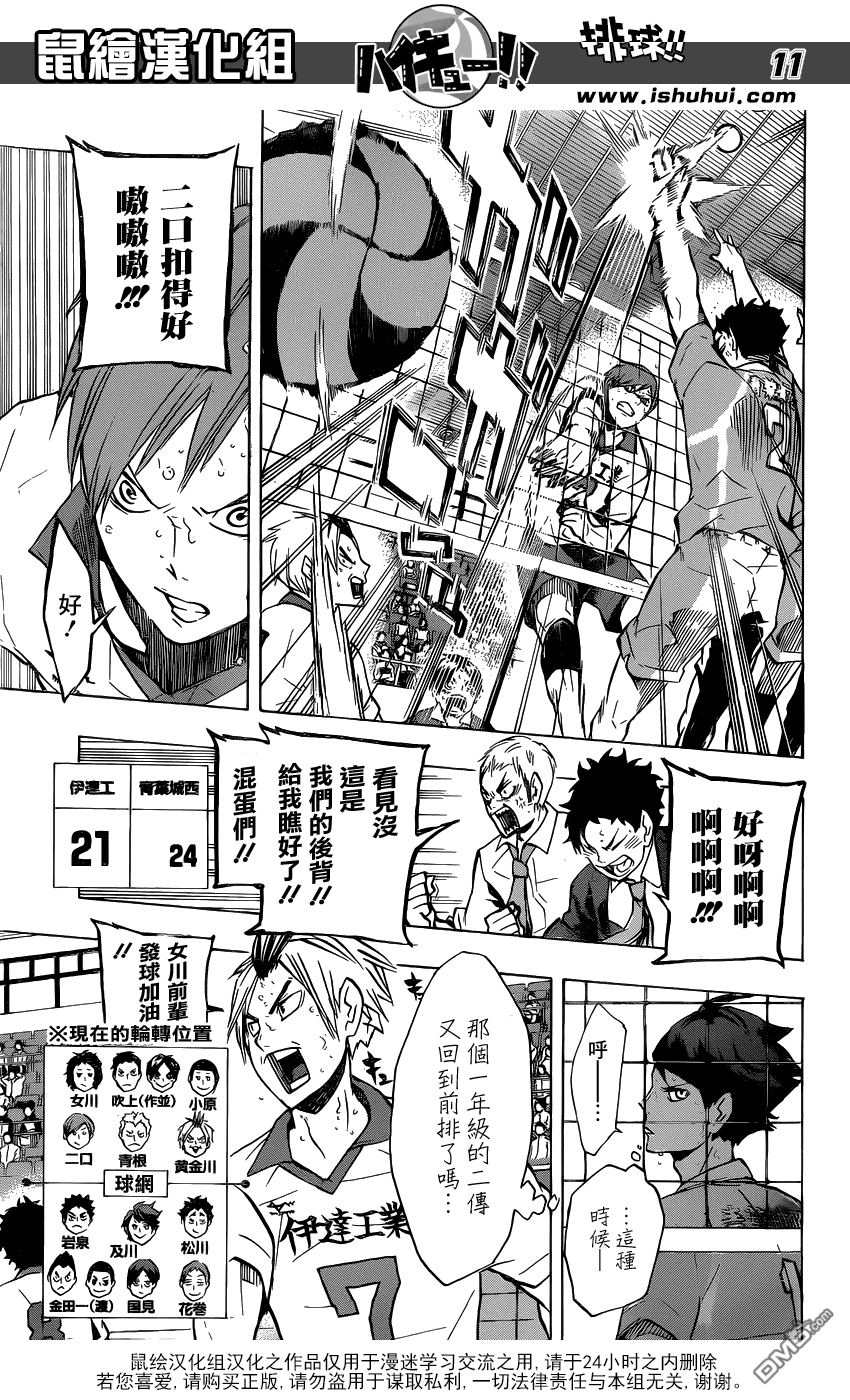 鼠繪漢化組
ハイキュー!!
排球!!
11
www.ishuhui.com
二口扣得好
嗷嗷嗷!!!
好!
好呀啊啊
啊啊啊!!!
看見沒
這是
我們的後背!!
給我瞧好了!!
混蛋們!!
伊達工
青葉城西
21
24
呼——…
…這種
時候—
那個一年級的二傳
又回到前排了嗎…
女川前輩
發球加油
!!
※現在的輪轉位置
女川
吹上(作並)
小原
二口
青根
黄金川
球網
岩泉
及川
松川
金田一(渡)
国見
花巻
伊達工業
7
鼠绘汉化组汉化之作品仅用于漫迷学习交流之用, 请于24小时之内删除
若您喜爱, 请购买正版, 请勿盗用于谋取私利, 一切法律责任与本组无关, 谢谢。